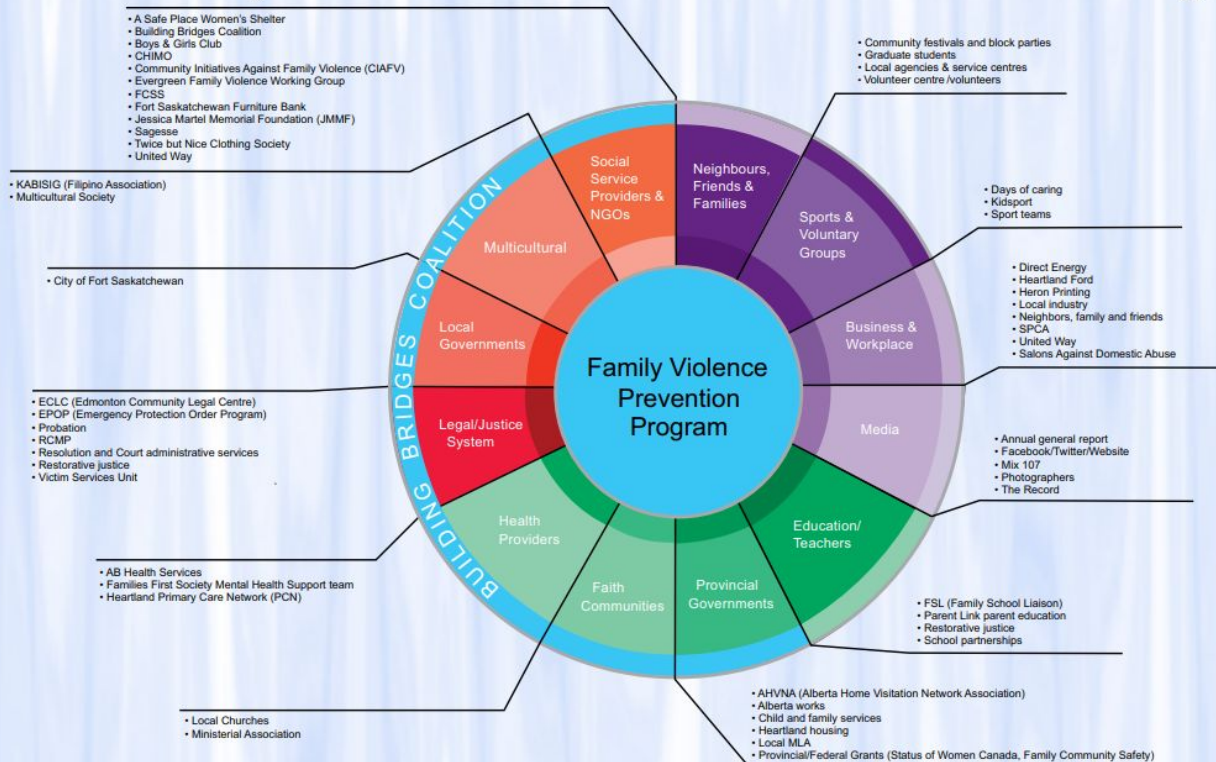 • A Safe Place Women's Shelter
• Building Bridges Coalition
• Boys & Girls Club
• CHIMO
• Community Initiatives Against Family Violence (CIAFV)
• Evergreen Family Violence Working Group
• FCSS
• Fort Saskatchewan Furniture Bank
• Jessica Martel Memorial Foundation (JMMF)
• Sagesse
• Twice but Nice Clothing Society
• United Way
• Community festivals and block parties
• Graduate students
• Local agencies & service centres
• Volunteer centre /volunteers
• KABISIG (Filipino Association)
• Multicultural Society
• Days of caring
• Kidsport
• Sport teams
• City of Fort Saskatchewan
• Direct Energy
• Heartland Ford
• Heron Printing
• Local industry
• Neighbors, family and friends
• SPCA
• United Way
• Salons Against Domestic Abuse
• ECLC (Edmonton Community Legal Centre)
• EPOP (Emergency Protection Order Program)
• Probation
• RCMP
• Resolution and Court administrative services
• Restorative justice
• Victim Services Unit
• Annual general report
• Facebook/Twitter/Website
• Mix 107
• Photographers
• The Record
• AB Health Services
• Families First Society Mental Health Support team
• Heartland Primary Care Network (PCN)
• FSL (Family School Liaison)
• Parent Link parent education
• Restorative justice
• School partnerships
• Local Churches
• Ministerial Association
• AHVNA (Alberta Home Visitation Network Association)
• Alberta works
• Child and family services
• Heartland housing
• Local MLA
• Provincial/Federal Grants (Status of Women Canada, Family Community Safety)
BUILDING BRIDGES COALITION
Social
Service
Providers &
NGOs
Neighbours,
Friends &
Families
Sports &
Voluntary
Groups
Business &
Workplace
Media
Education/
Teachers
Provincial
Governments
Faith
Communities
Health
Providers
Legal/Justice
System
Local
Governments
Multicultural
Family Violence
Prevention
Program